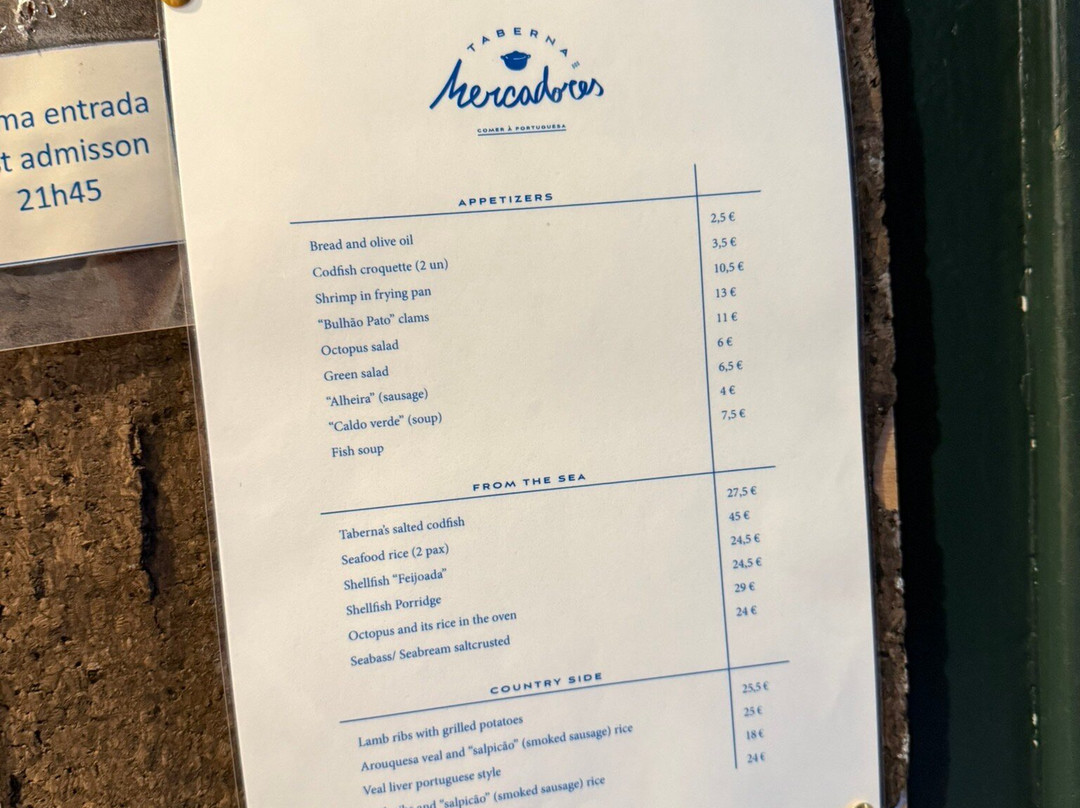 ma entrada
t admisson
21h45
TABERNA
Mercadores
COMER À PORTUGUESA
APPETIZERS
Bread and olive oil 2,5 €
Codfish croquette (2 un) 3,5 €
Shrimp in frying pan 10,5 €
“Bulhão Pato” clams 13 €
Octopus salad 11 €
Green salad 6 €
“Alheira” (sausage) 6,5 €
“Caldo verde” (soup) 4 €
Fish soup 7,5 €
FROM THE SEA
Taberna's salted codfish 27,5 €
Seafood rice (2 pax) 45 €
Shellfish “Feijoada” 24,5 €
Shellfish Porridge 24,5 €
Octopus and its rice in the oven 29 €
Seabass/ Seabream saltcrusted 24 €
COUNTRY SIDE
Lamb ribs with grilled potatoes 25,5 €
Arouquesa veal and “salpicão” (smoked sausage) rice 25 €
Veal liver portuguese style 18 €
and “salpicão” (smoked sausage) rice 24 €